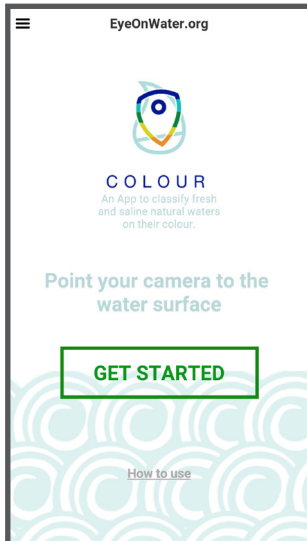 EyeOnWater.org
COLOUR
An App to classify fresh
and saline natural waters
on their colour.
Point your camera to the
water surface
GET STARTED
How to use